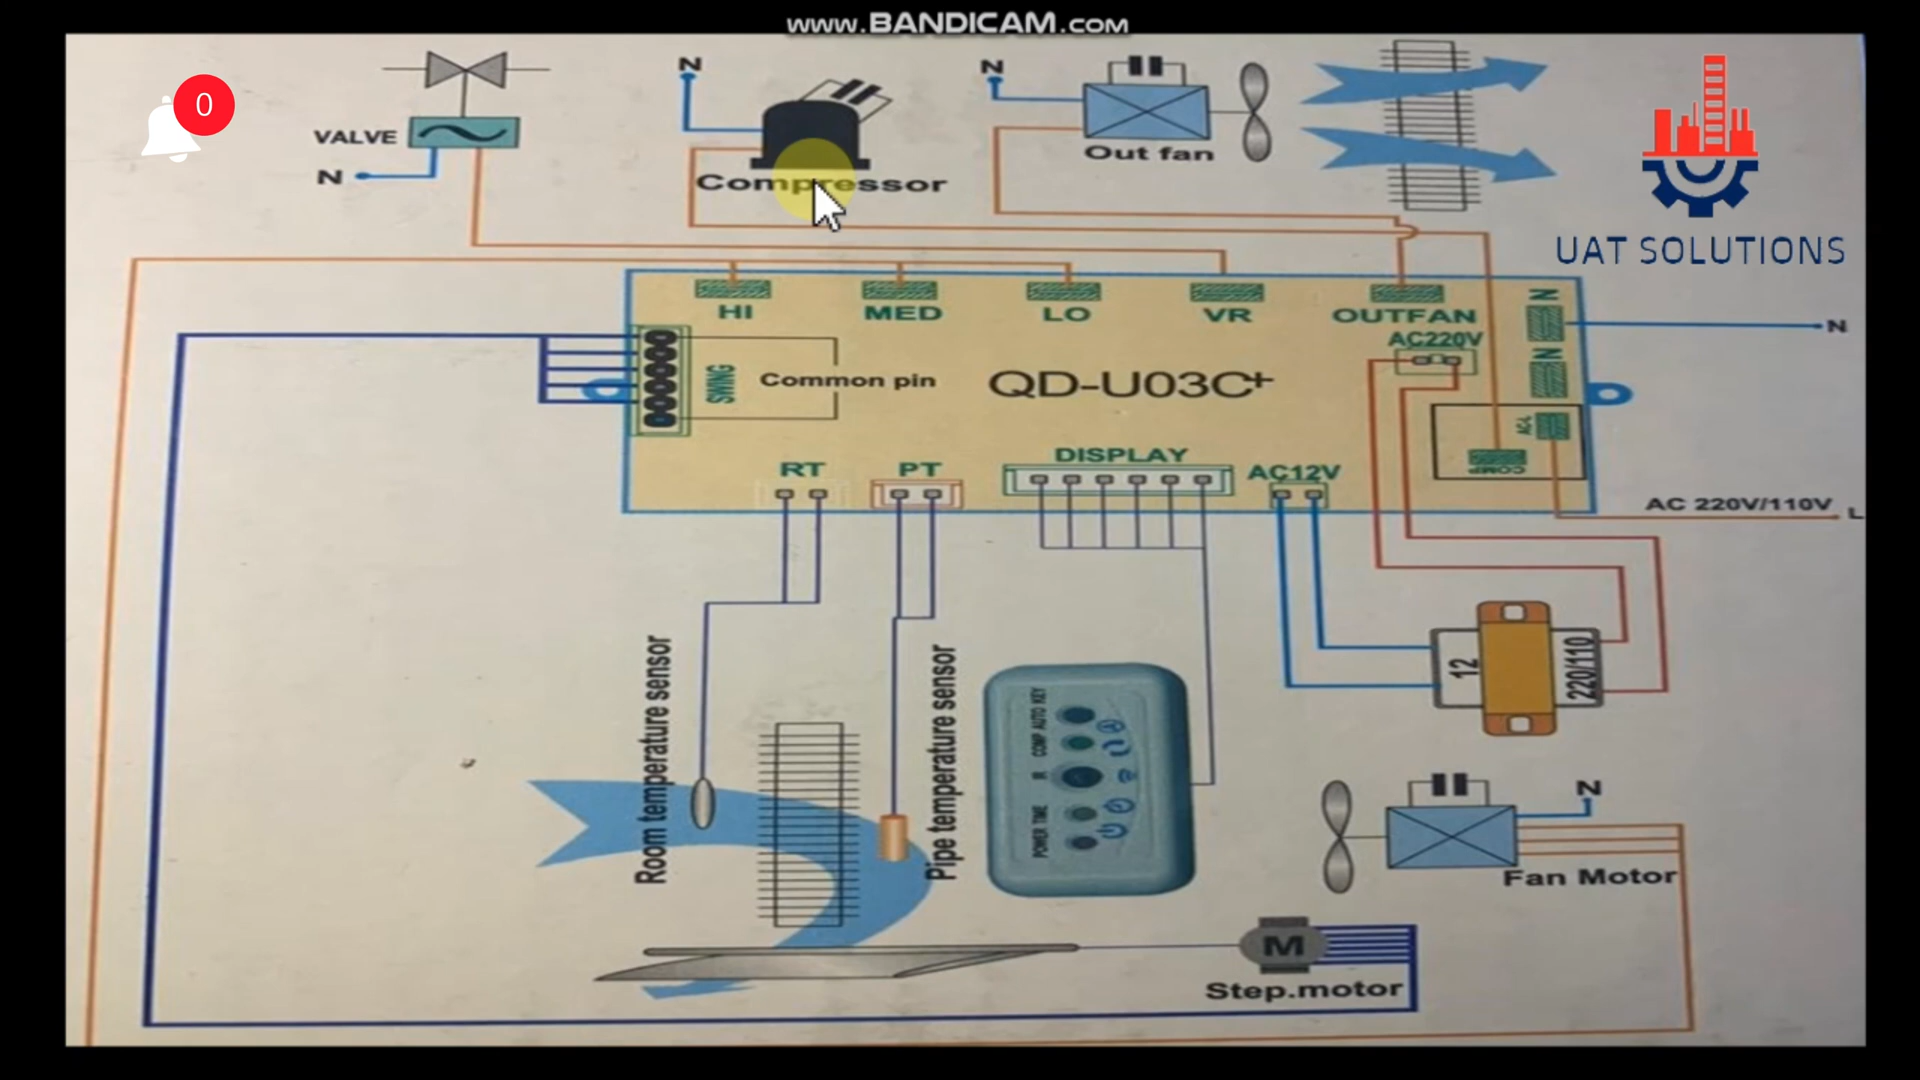 www.BANDICAM.com
0
N
N
VALVE
N
Compressor
Out fan
UAT SOLUTIONS
HI
MED
LO
VR
OUTFAN
N
AC220V
N
N
SWING
Common pin
QD-U03C+
AC-L
COMP
RT
PT
DISPLAY
AC12V
AC 220V/110V
L
Room temperature sensor
Pipe temperature sensor
POWER TIME IR COMP AUTO KEY
12
220/110
N
Fan Motor
M
Step.motor